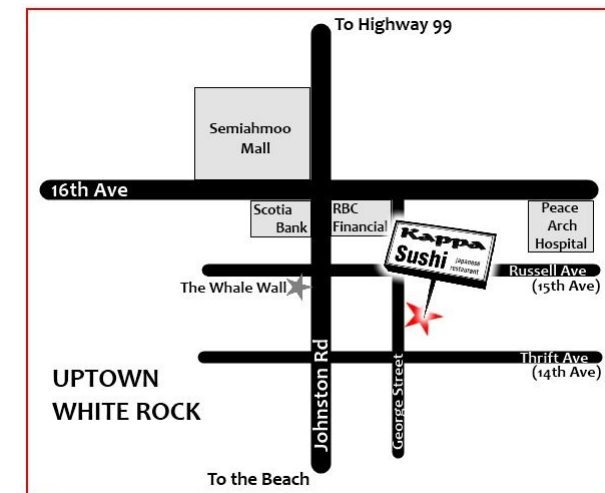 To Highway 99
Semiahmoo
Mall
16th Ave
Scotia
Bank
RBC
Financial
Peace
Arch
Hospital
Kappa
Sushi
japanese
restaurant
Russell Ave
(15th Ave)
The Whale Wall
Johnston Rd
George Street
Thrift Ave
(14th Ave)
UPTOWN
WHITE ROCK
To the Beach